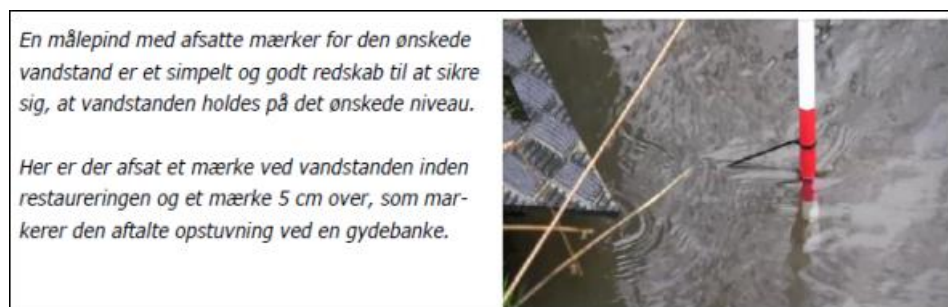 En målepind med afsatte mærker for den ønskede
vandstand er et simpelt og godt redskab til at sikre
sig, at vandstanden holdes på det ønskede niveau.
Her er der afsat et mærke ved vandstanden inden
restaureringen og et mærke 5 cm over, som mar-
kerer den aftalte opstuvning ved en gydebanke.